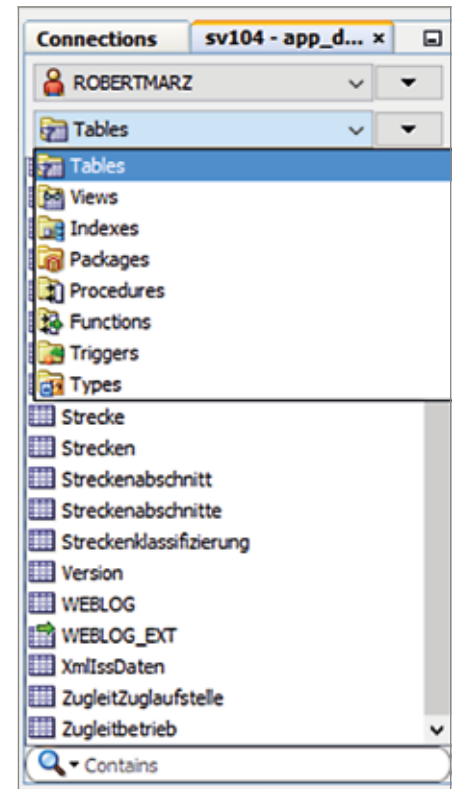 Connections sv104 - app_d... ×
ROBERTMARZ
Tables
Tables
Views
Indexes
Packages
Procedures
Functions
Triggers
Types
Strecke
Strecken
Streckenabschnitt
Streckenabschnitte
Streckenklassifizierung
Version
WEBLOG
WEBLOG_EXT
XmlIssDaten
ZugleitZuglaufstelle
Zugleitbetrieb
Contains